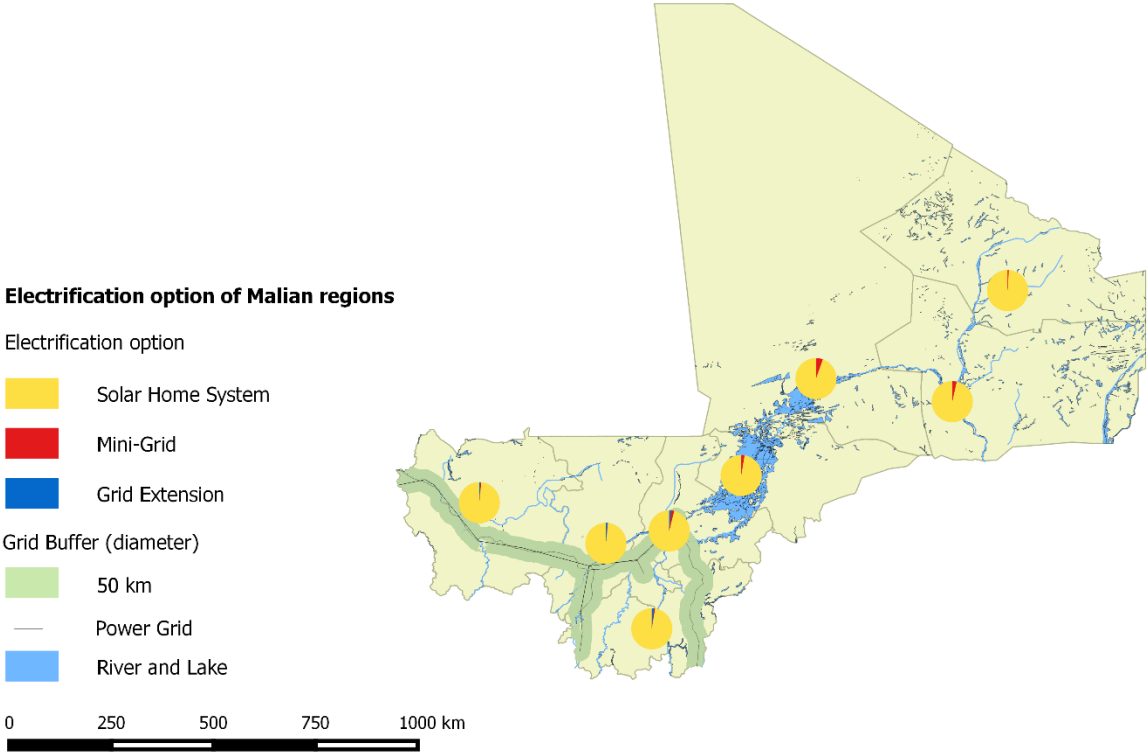 Electrification option of Malian regions
Electrification option
Solar Home System
Mini-Grid
Grid Extension
Grid Buffer (diameter)
50 km
Power Grid
River and Lake
0 250 500 750 1000 km